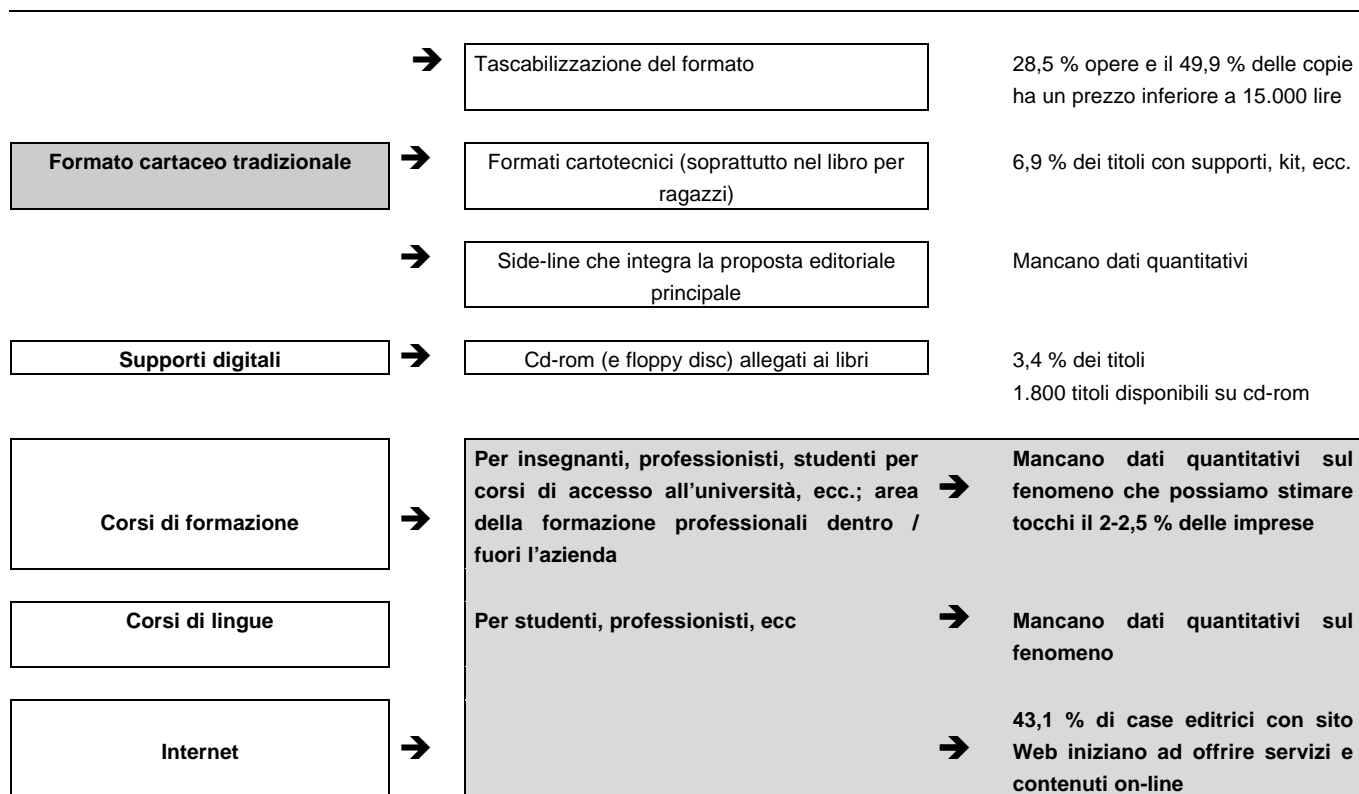 Tascabilizzazione del formato
28,5 % opere e il 49,9 % delle copie
ha un prezzo inferiore a 15.000 lire
Formato cartaceo tradizionale
Formati cartotecnici (soprattutto nel libro per
ragazzi)
6,9 % dei titoli con supporti, kit, ecc.
Side-line che integra la proposta editoriale
principale
Mancano dati quantitativi
Supporti digitali
Cd-rom (e floppy disc) allegati ai libri
3,4 % dei titoli
1.800 titoli disponibili su cd-rom
Corsi di formazione
Per insegnanti, professionisti, studenti per
corsi di accesso all’università, ecc.; area
della formazione professionali dentro /
fuori l’azienda
Mancano dati quantitativi sul
fenomeno che possiamo stimare
tocchi il 2-2,5 % delle imprese
Corsi di lingue
Per studenti, professionisti, ecc
Mancano dati quantitativi sul
fenomeno
Internet
43,1 % di case editrici con sito
Web iniziano ad offrire servizi e
contenuti on-line